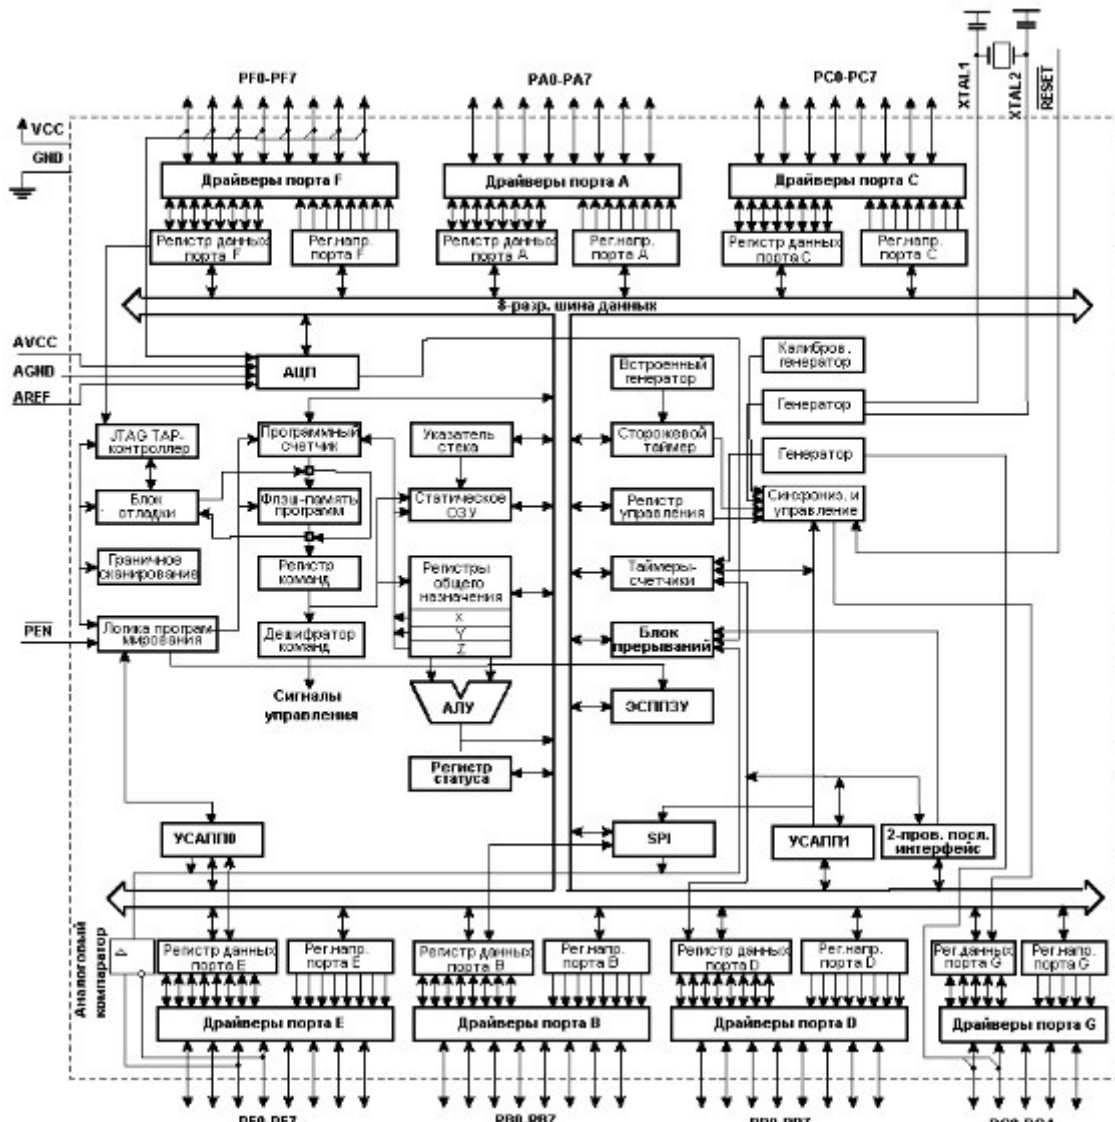 XTAL1
XTAL2
RESET
PF0-PF7
PA0-PA7
PC0-PC7
VCC
GND
Драйверы порта F
Драйверы порта A
Драйверы порта C
Регистр данных
порта F
Рег.напр.
порта F
Регистр данных
порта A
Рег.напр.
порта A
Регистр данных
порта C
Рег.напр.
порта C
8-разр. шина данных
AVCC
AGND
AREF
АЦП
Встроенный
генератор
Калибров.
генератор
Генератор
JTAG TAP-
контроллер
Программный
счетчик
Указатель
стека
Сторожевой
таймер
Генератор
Блок
отладки
Флэш-память
программ
Статическое
ОЗУ
Регистр
управления
Синхрониз. и
управление
Граничное
сканирование
Регистр
команд
Регистры
общего
назначения
X
Y
Z
Таймеры-
счетчики
PEN
Логика програм
мирования
Дешифратор
команд
Блок
прерываний
Сигналы
управления
АЛУ
ЭСППЗУ
Регистр
статуса
УСАПП0
SPI
УСАПП1
2-пров. посл.
интерфейс
Аналоговый
компаратор
Регистр данных
порта E
Рег.напр.
порта E
Регистр данных
порта B
Рег.напр.
порта B
Регистр данных
порта D
Рег.напр.
порта D
Рег.данных
порта G
Рег.напр.
порта G
Драйверы порта E
Драйверы порта B
Драйверы порта D
Драйверы порта G
PB0-PB7